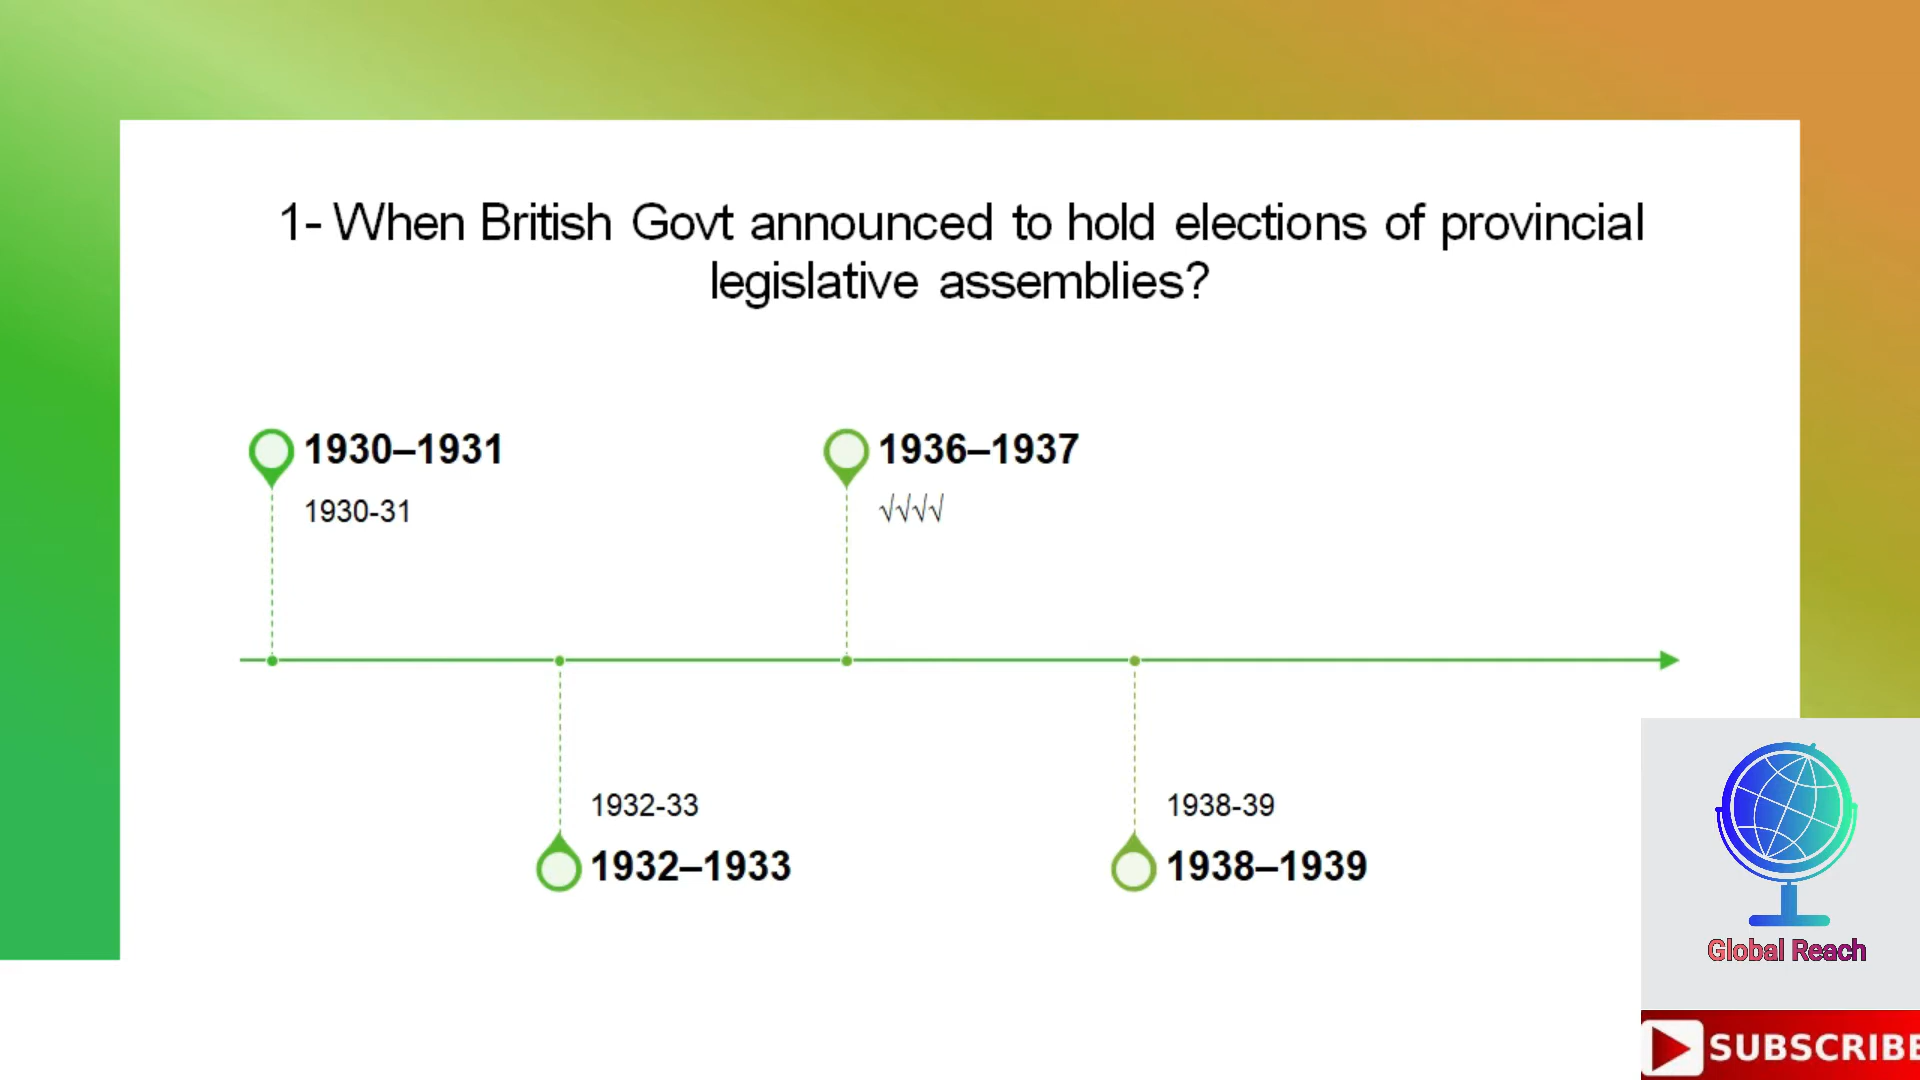 1- When British Govt announced to hold elections of provincial
legislative assemblies?
1930–1931
1930-31
1936–1937
√√√√
1932-33
1932–1933
1938-39
1938–1939
Global Reach
SUBSCRIBE